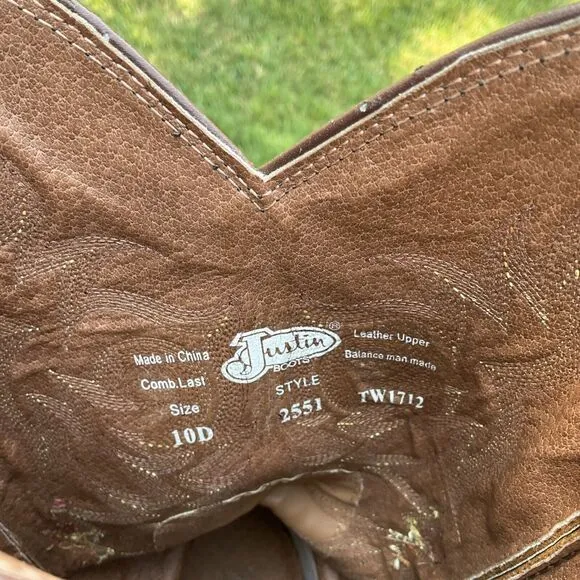 Made in China
Comb.Last
Size
10D
Justin
BOOTS
®
STYLE
2551
Leather Upper
Balance man made
TW1712